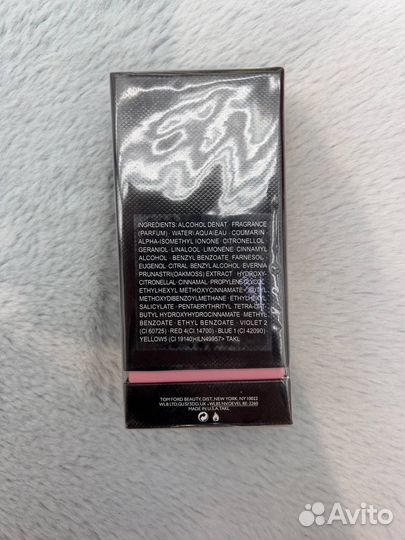 INGREDIENTS: ALCOHOL DENAT · FRAGRANCE
(PARFUM) · WATER\AQUA\EAU · COUMARIN
ALPHA-ISOMETHYL IONONE · CITRONELLOL
GERANIOL · LINALOOL · LIMONENE · CINNAMYL
ALCOHOL · BENZYL BENZOATE · FARNESOL ·
EUGENOL · CITRAL · BENZYL ALCOHOL · EVERNIA
PRUNASTRI(OAKMOSS) EXTRACT · HYDROXY-
CITRONELLAL · CINNAMAL · PROPYLENE GLYCOL
ETHYLHEXYL METHOXYCINNAMATE · BUTYL
METHOXYDIBENZOYLMETHANE · ETHYLHEXYL
SALICYLATE · PENTAERYTHRITYL TETRA-DI-T-
BUTYL HYDROXYHYDROCINNAMATE · METHYL
BENZOATE · ETHYL BENZOATE · VIOLET 2
(CI 60725) · RED 4(CI 14700) · BLUE 1 (CI 42090)
YELLOW5 (CI 19140)<ILN49957> TAKL
TOM FORD BEAUTY, DIST., NEW YORK, NY 10022
MADE IN U.S.A. TAKL
Avito